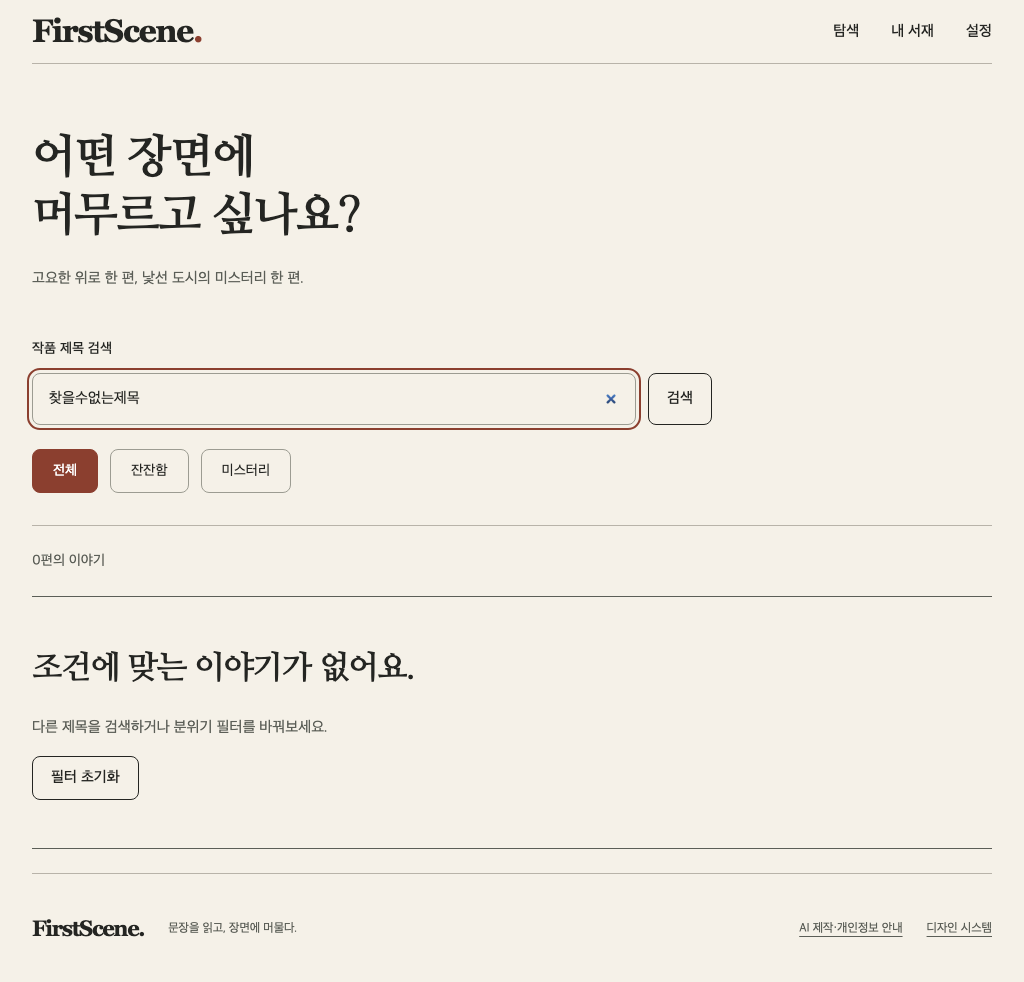 FirstScene.
탐색
내 서재
설정
어떤 장면에
머무르고 싶나요?
고요한 위로 한 편, 낯선 도시의 미스터리 한 편.
작품 제목 검색
찾을수없는제목
검색
전체
잔잔함
미스터리
0편의 이야기
조건에 맞는 이야기가 없어요.
다른 제목을 검색하거나 분위기 필터를 바꿔보세요.
필터 초기화
FirstScene.
문장을 읽고, 장면에 머물다.
AI 제작·개인정보 안내
디자인 시스템